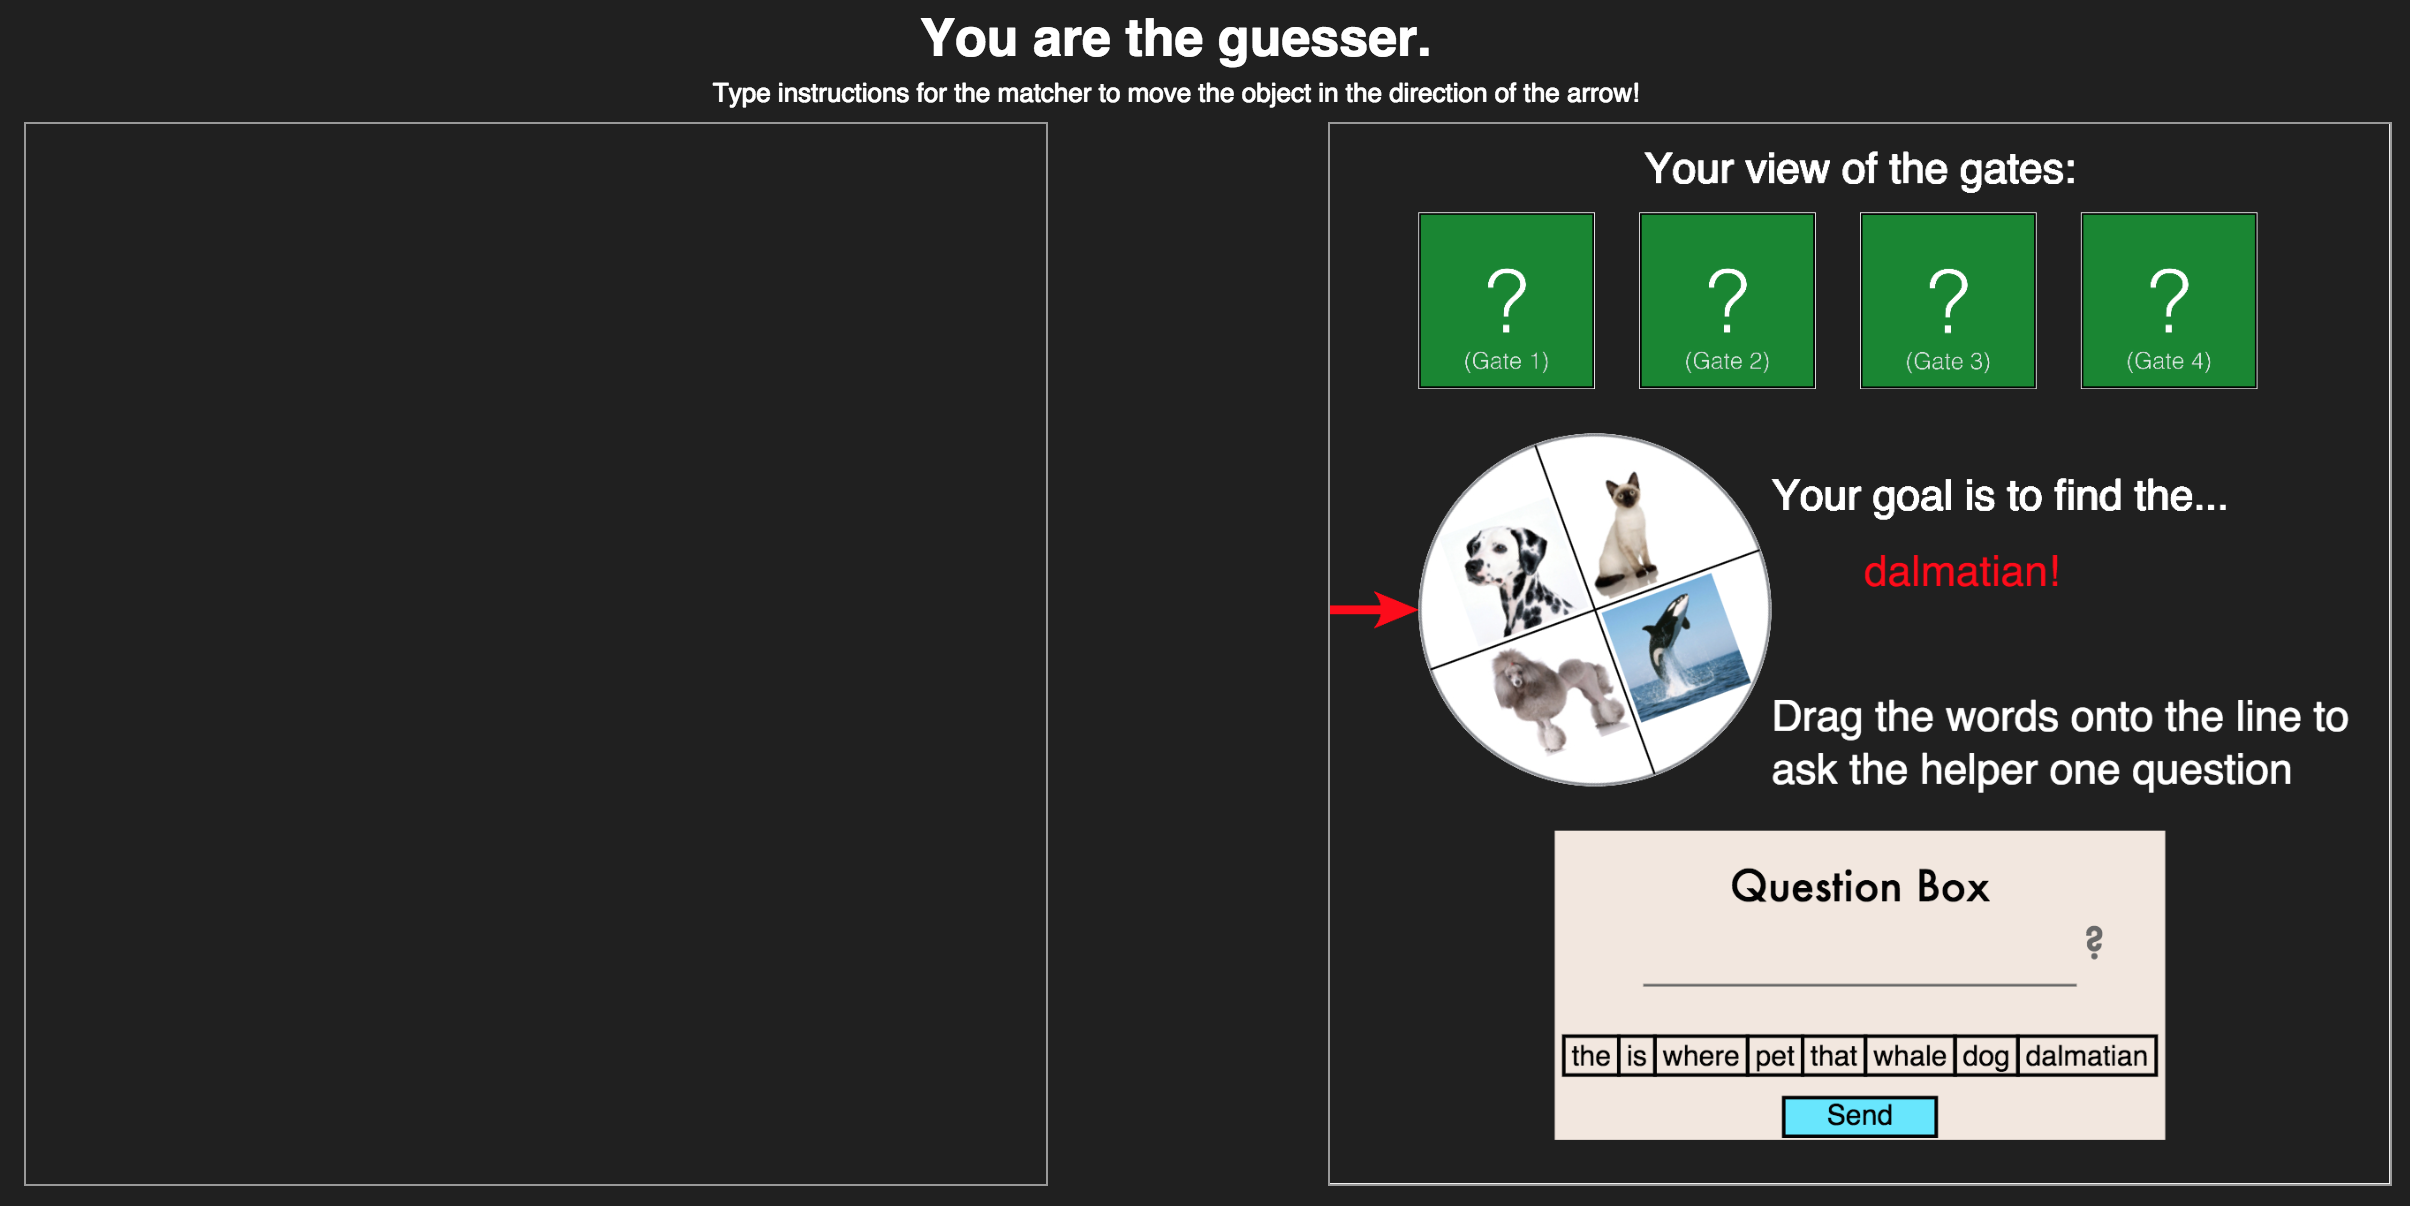 You are the guesser.
Type instructions for the matcher to move the object in the direction of the arrow!
Your view of the gates:
? ? ? ?
(Gate 1) (Gate 2) (Gate 3) (Gate 4)
Your goal is to find the...
dalmatian!
Drag the words onto the line to
ask the helper one question
Question Box
?
the is where pet that whale dog dalmatian
Send